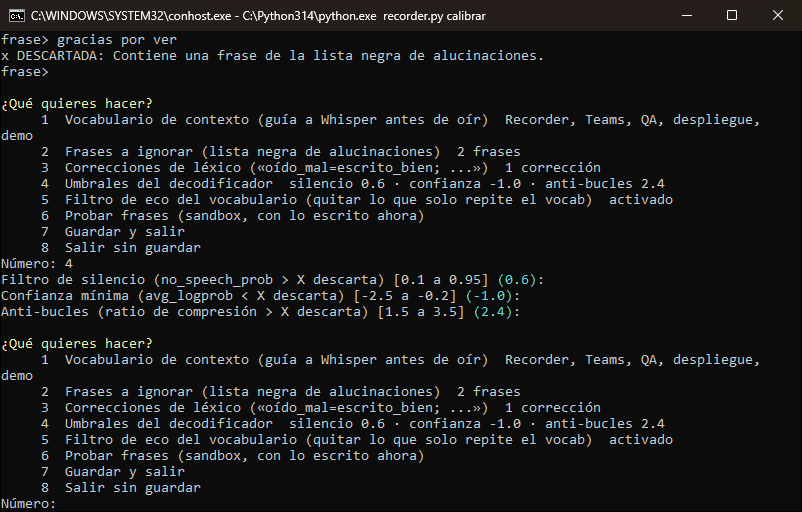 C:\WINDOWS\SYSTEM32\conhost.exe - C:\Python314\python.exe  recorder.py calibrar
frase> gracias por ver
x DESCARTADA: Contiene una frase de la lista negra de alucinaciones.
frase>
¿Qué quieres hacer?
1  Vocabulario de contexto (guía a Whisper antes de oír)  Recorder, Teams, QA, despliegue,
demo
2  Frases a ignorar (lista negra de alucinaciones)  2 frases
3  Correcciones de léxico («oído_mal=escrito_bien; ...»)  1 corrección
4  Umbrales del decodificador  silencio 0.6 · confianza -1.0 · anti-bucles 2.4
5  Filtro de eco del vocabulario (quitar lo que solo repite el vocab)  activado
6  Probar frases (sandbox, con lo escrito ahora)
7  Guardar y salir
8  Salir sin guardar
Número: 4
Filtro de silencio (no_speech_prob > X descarta) [0.1 a 0.95] (0.6):
Confianza mínima (avg_logprob < X descarta) [-2.5 a -0.2] (-1.0):
Anti-bucles (ratio de compresión > X descarta) [1.5 a 3.5] (2.4):
¿Qué quieres hacer?
1  Vocabulario de contexto (guía a Whisper antes de oír)  Recorder, Teams, QA, despliegue,
demo
2  Frases a ignorar (lista negra de alucinaciones)  2 frases
3  Correcciones de léxico («oído_mal=escrito_bien; ...»)  1 corrección
4  Umbrales del decodificador  silencio 0.6 · confianza -1.0 · anti-bucles 2.4
5  Filtro de eco del vocabulario (quitar lo que solo repite el vocab)  activado
6  Probar frases (sandbox, con lo escrito ahora)
7  Guardar y salir
8  Salir sin guardar
Número: